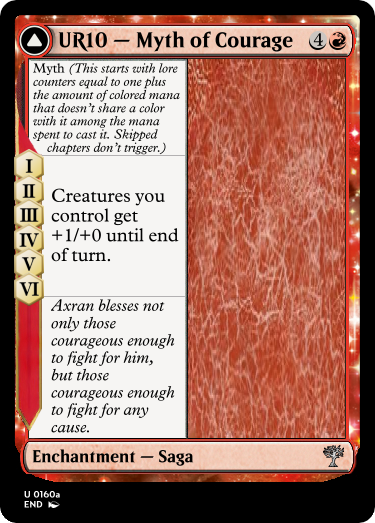 UR10 — Myth of Courage
4
Myth (This starts with lore
counters equal to one plus
the amount of colored mana
that doesn't share a color
with it among the mana
spent to cast it. Skipped
chapters don't trigger.)
I
II
III
IV
V
VI
Creatures you
control get
+1/+0 until end
of turn.
Axran blesses not
only those
courageous enough
to fight for him,
but those
courageous enough
to fight for any
cause.
Enchantment — Saga
U 0160a
END